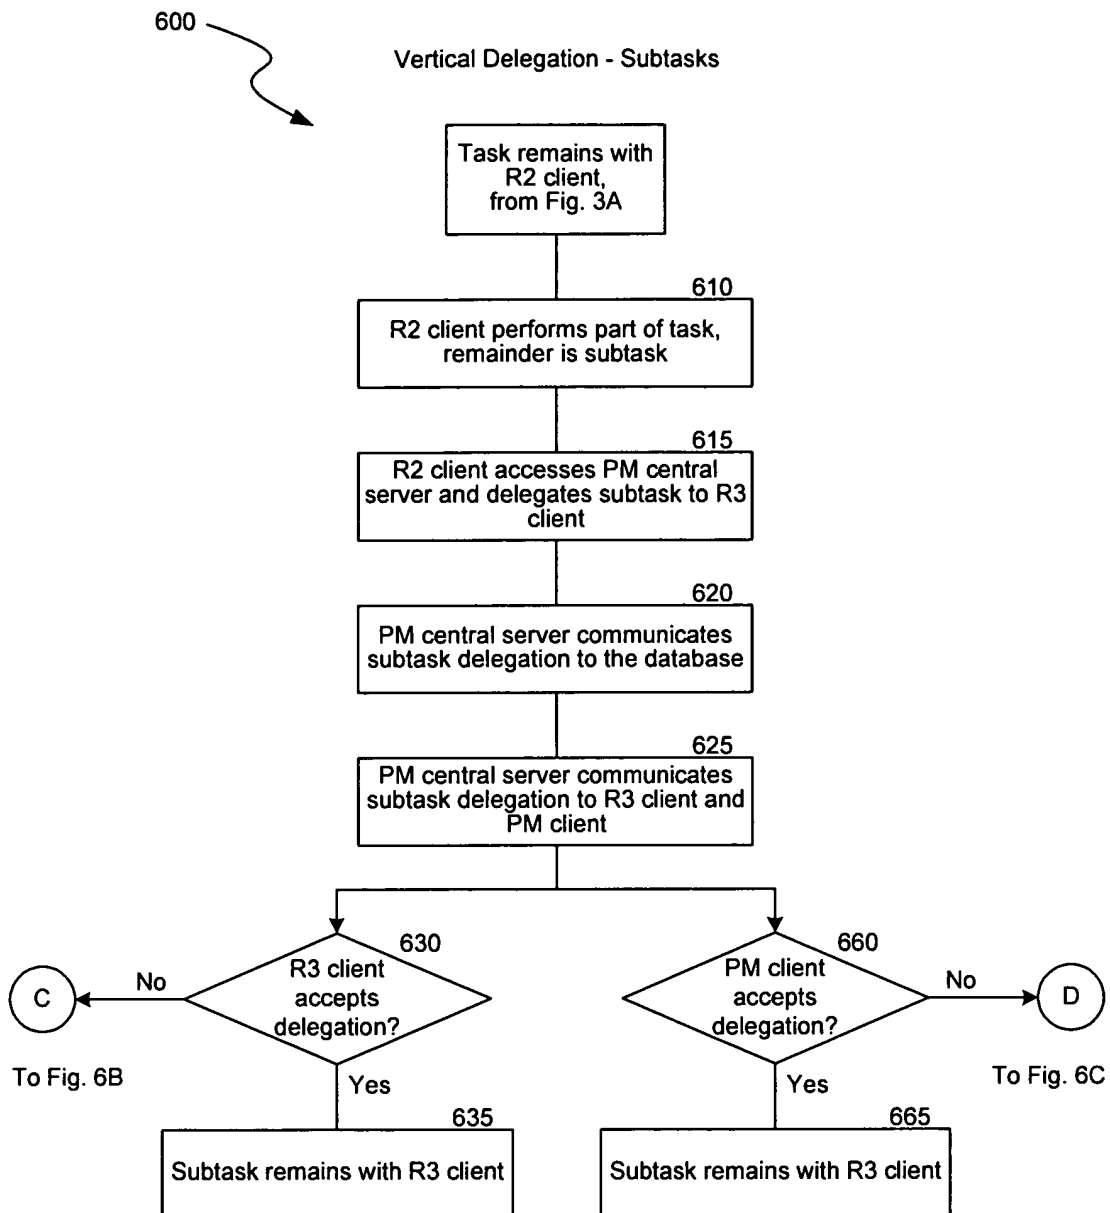 600
Vertical Delegation - Subtasks
Task remains with
R2 client,
from Fig. 3A
610
R2 client performs part of task,
remainder is subtask
615
R2 client accesses PM central
server and delegates subtask to R3
client
620
PM central server communicates
subtask delegation to the database
625
PM central server communicates
subtask delegation to R3 client and
PM client
630
R3 client
accepts
delegation?
No
C
To Fig. 6B
Yes
635
Subtask remains with R3 client
660
PM client
accepts
delegation?
No
D
To Fig. 6C
Yes
665
Subtask remains with R3 client